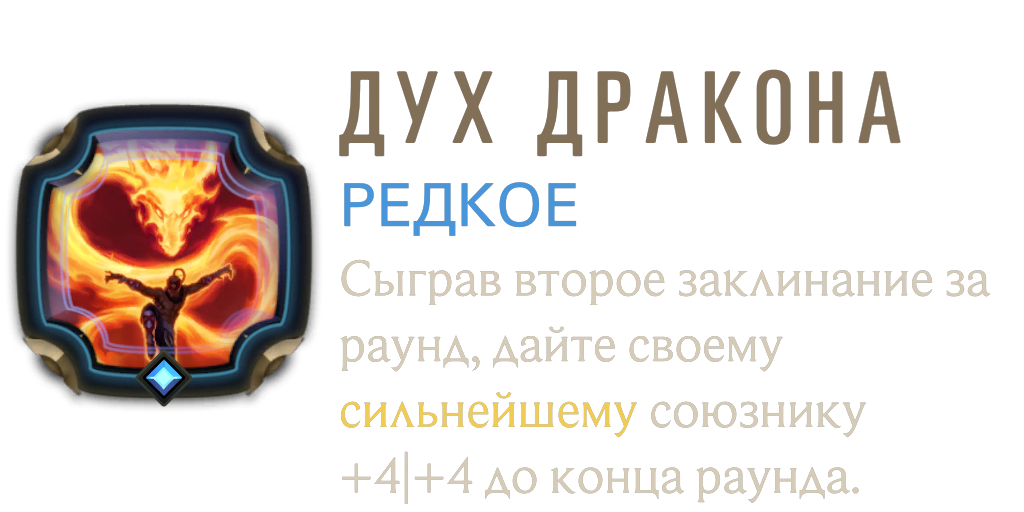 ДУХ ДРАКОНА
РЕДКОЕ
Сыграв второе заклинание за
раунд, дайте своему
сильнейшему союзнику
+4|+4 до конца раунда.